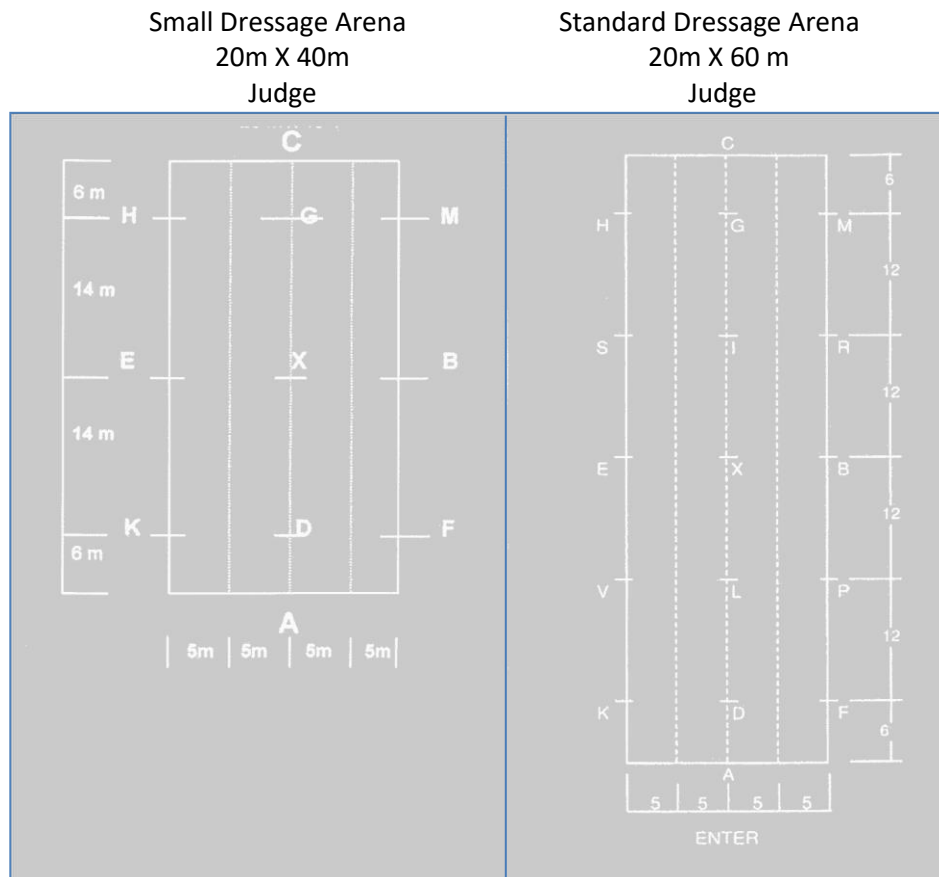 Small Dressage Arena
20m X 40m
Judge
C
6 m
H G M
14 m
E X B
14 m
K D F
6 m
A
5m 5m 5m 5m
Standard Dressage Arena
20m X 60 m
Judge
C
6
H G M
12
S I R
12
E X B
12
V L P
12
K D F
6
A
5 5 5 5
ENTER